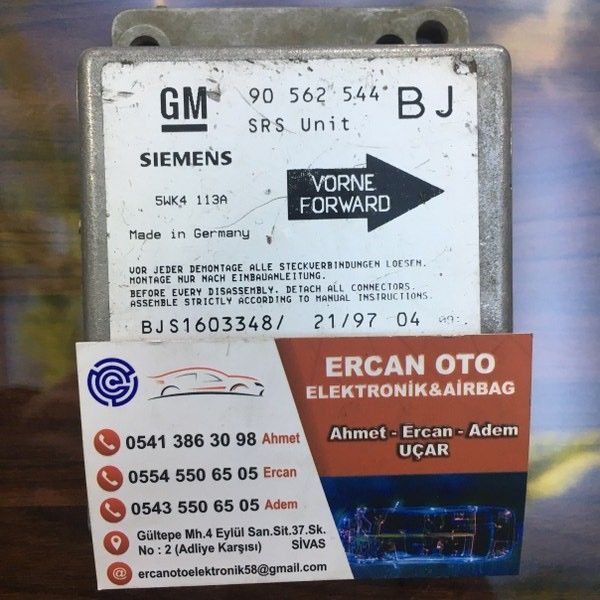 GM 90 562 544 BJ
SRS Unit
SIEMENS
5WK4 113A
VORNE
FORWARD
Made in Germany
VOR JEDER DEMONTAGE ALLE STECKVERBINDUNGEN LOESEN.
MONTAGE NUR NACH EINBAUANLEITUNG.
BEFORE EVERY DISASSEMBLY. DETACH ALL CONNECTORS.
ASSEMBLE STRICTLY ACCORDING TO MANUAL INSTRUCTIONS.
BJS1603348/ 21/97 04
ERCAN OTO
ELEKTRONİK&AİRBAG
Ahmet - Ercan - Adem
UÇAR
0541 386 30 98 Ahmet
0554 550 65 05 Ercan
0543 550 65 05 Adem
Gültepe Mh.4 Eylül San.Sit.37.Sk.
No : 2 (Adliye Karşısı) SİVAS
ercanotoelektronik58@gmail.com